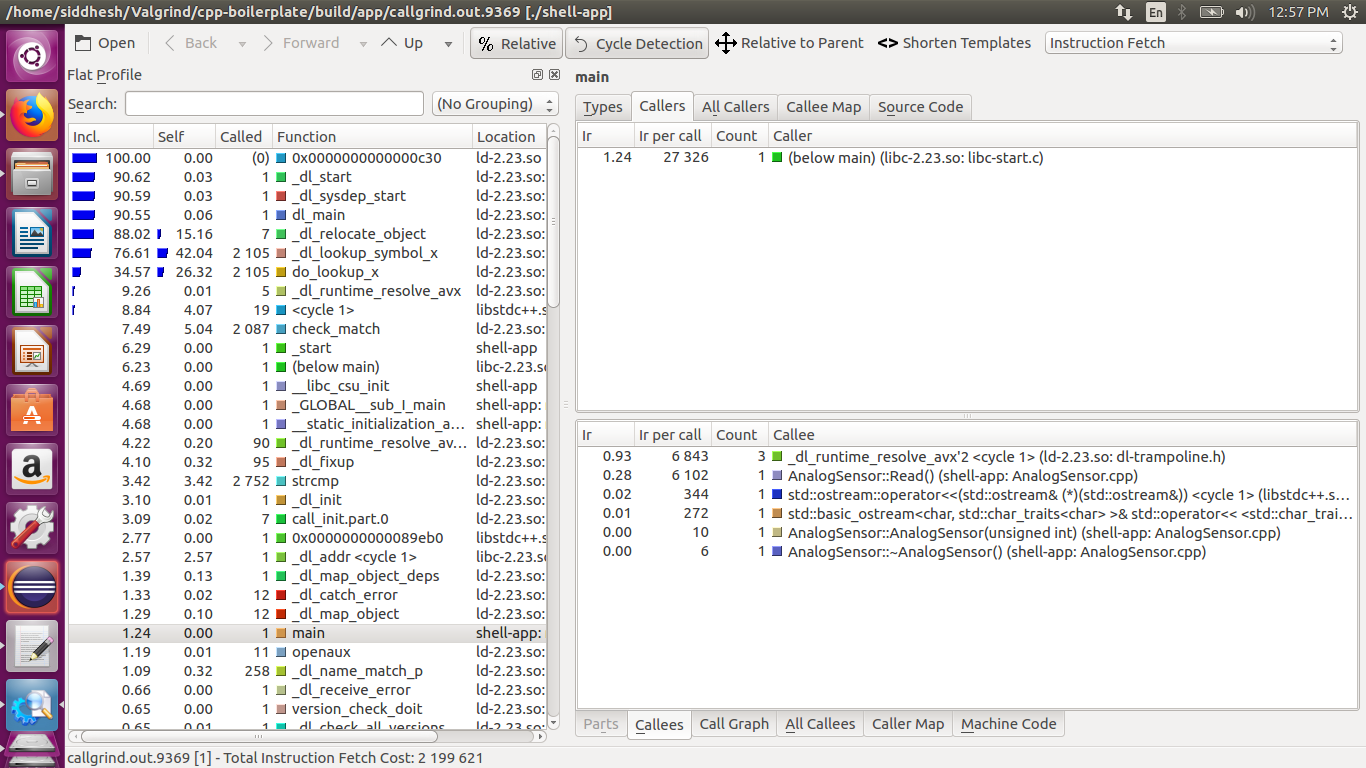 /home/siddhesh/Valgrind/cpp-boilerplate/build/app/callgrind.out.9369 [./shell-app] En 12:57 PM
Open Back Forward Up % Relative Cycle Detection Relative to Parent <> Shorten Templates Instruction Fetch
Flat Profile
Search: (No Grouping)
Incl. Self Called Function Location
100.00 0.00 (0) 0x0000000000000c30 ld-2.23.so
90.62 0.03 1 _dl_start ld-2.23.so:
90.59 0.03 1 _dl_sysdep_start ld-2.23.so:
90.55 0.06 1 dl_main ld-2.23.so:
88.02 15.16 7 _dl_relocate_object ld-2.23.so:
76.61 42.04 2 105 _dl_lookup_symbol_x ld-2.23.so:
34.57 26.32 2 105 do_lookup_x ld-2.23.so:
9.26 0.01 5 _dl_runtime_resolve_avx ld-2.23.so:
8.84 4.07 19 <cycle 1> libstdc++.s
7.49 5.04 2 087 check_match ld-2.23.so:
6.29 0.00 1 _start shell-app
6.23 0.00 1 (below main) libc-2.23.so
4.69 0.00 1 __libc_csu_init shell-app
4.68 0.00 1 _GLOBAL__sub_I_main shell-app:
4.68 0.00 1 __static_initialization_a... shell-app:
4.22 0.20 90 _dl_runtime_resolve_av... ld-2.23.so:
4.10 0.32 95 _dl_fixup ld-2.23.so:
3.42 3.42 2 752 strcmp ld-2.23.so:
3.10 0.01 1 _dl_init ld-2.23.so:
3.09 0.02 7 call_init.part.0 ld-2.23.so:
2.77 0.00 1 0x0000000000089eb0 libstdc++.s
2.57 2.57 1 _dl_addr <cycle 1> libc-2.23.so
1.39 0.13 1 _dl_map_object_deps ld-2.23.so:
1.33 0.02 12 _dl_catch_error ld-2.23.so:
1.29 0.10 12 _dl_map_object ld-2.23.so:
1.24 0.00 1 main shell-app:
1.19 0.01 11 openaux ld-2.23.so:
1.09 0.32 258 _dl_name_match_p ld-2.23.so:
0.66 0.00 1 _dl_receive_error ld-2.23.so:
0.65 0.00 1 version_check_doit ld-2.23.so:
0.65 0.01 1 _dl_check_all_versions ld-2.23.so:
main
Types Callers All Callers Callee Map Source Code
Ir Ir per call Count Caller
1.24 27 326 1 (below main) (libc-2.23.so: libc-start.c)
Ir Ir per call Count Callee
0.93 6 843 3 _dl_runtime_resolve_avx'2 <cycle 1> (ld-2.23.so: dl-trampoline.h)
0.28 6 102 1 AnalogSensor::Read() (shell-app: AnalogSensor.cpp)
0.02 344 1 std::ostream::operator<<(std::ostream& (*)(std::ostream&)) <cycle 1> (libstdc++.s...
0.01 272 1 std::basic_ostream<char, std::char_traits<char> >& std::operator<< <std::char_trai...
0.00 10 1 AnalogSensor::AnalogSensor(unsigned int) (shell-app: AnalogSensor.cpp)
0.00 6 1 AnalogSensor::~AnalogSensor() (shell-app: AnalogSensor.cpp)
Parts Callees Call Graph All Callees Caller Map Machine Code
callgrind.out.9369 [1] - Total Instruction Fetch Cost: 2 199 621